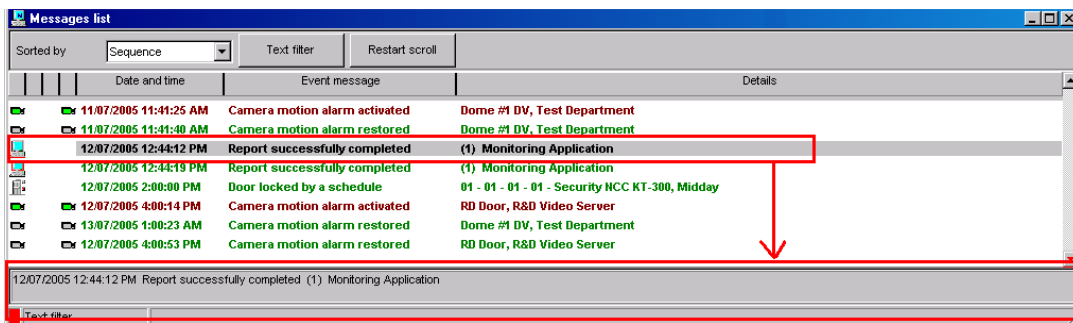 Messages list
Sorted by Sequence Text filter Restart scroll
Date and time Event message Details
11/07/2005 11:41:25 AM Camera motion alarm activated Dome #1 DV, Test Department
11/07/2005 11:41:40 AM Camera motion alarm restored Dome #1 DV, Test Department
12/07/2005 12:44:12 PM Report successfully completed (1) Monitoring Application
12/07/2005 12:44:19 PM Report successfully completed (1) Monitoring Application
12/07/2005 2:00:00 PM Door locked by a schedule 01 - 01 - 01 - 01 - Security NCC KT-300, Midday
12/07/2005 4:00:14 PM Camera motion alarm activated RD Door, R&D Video Server
13/07/2005 1:00:23 AM Camera motion alarm restored Dome #1 DV, Test Department
12/07/2005 4:00:53 PM Camera motion alarm restored RD Door, R&D Video Server
12/07/2005 12:44:12 PM Report successfully completed (1) Monitoring Application
Text filter